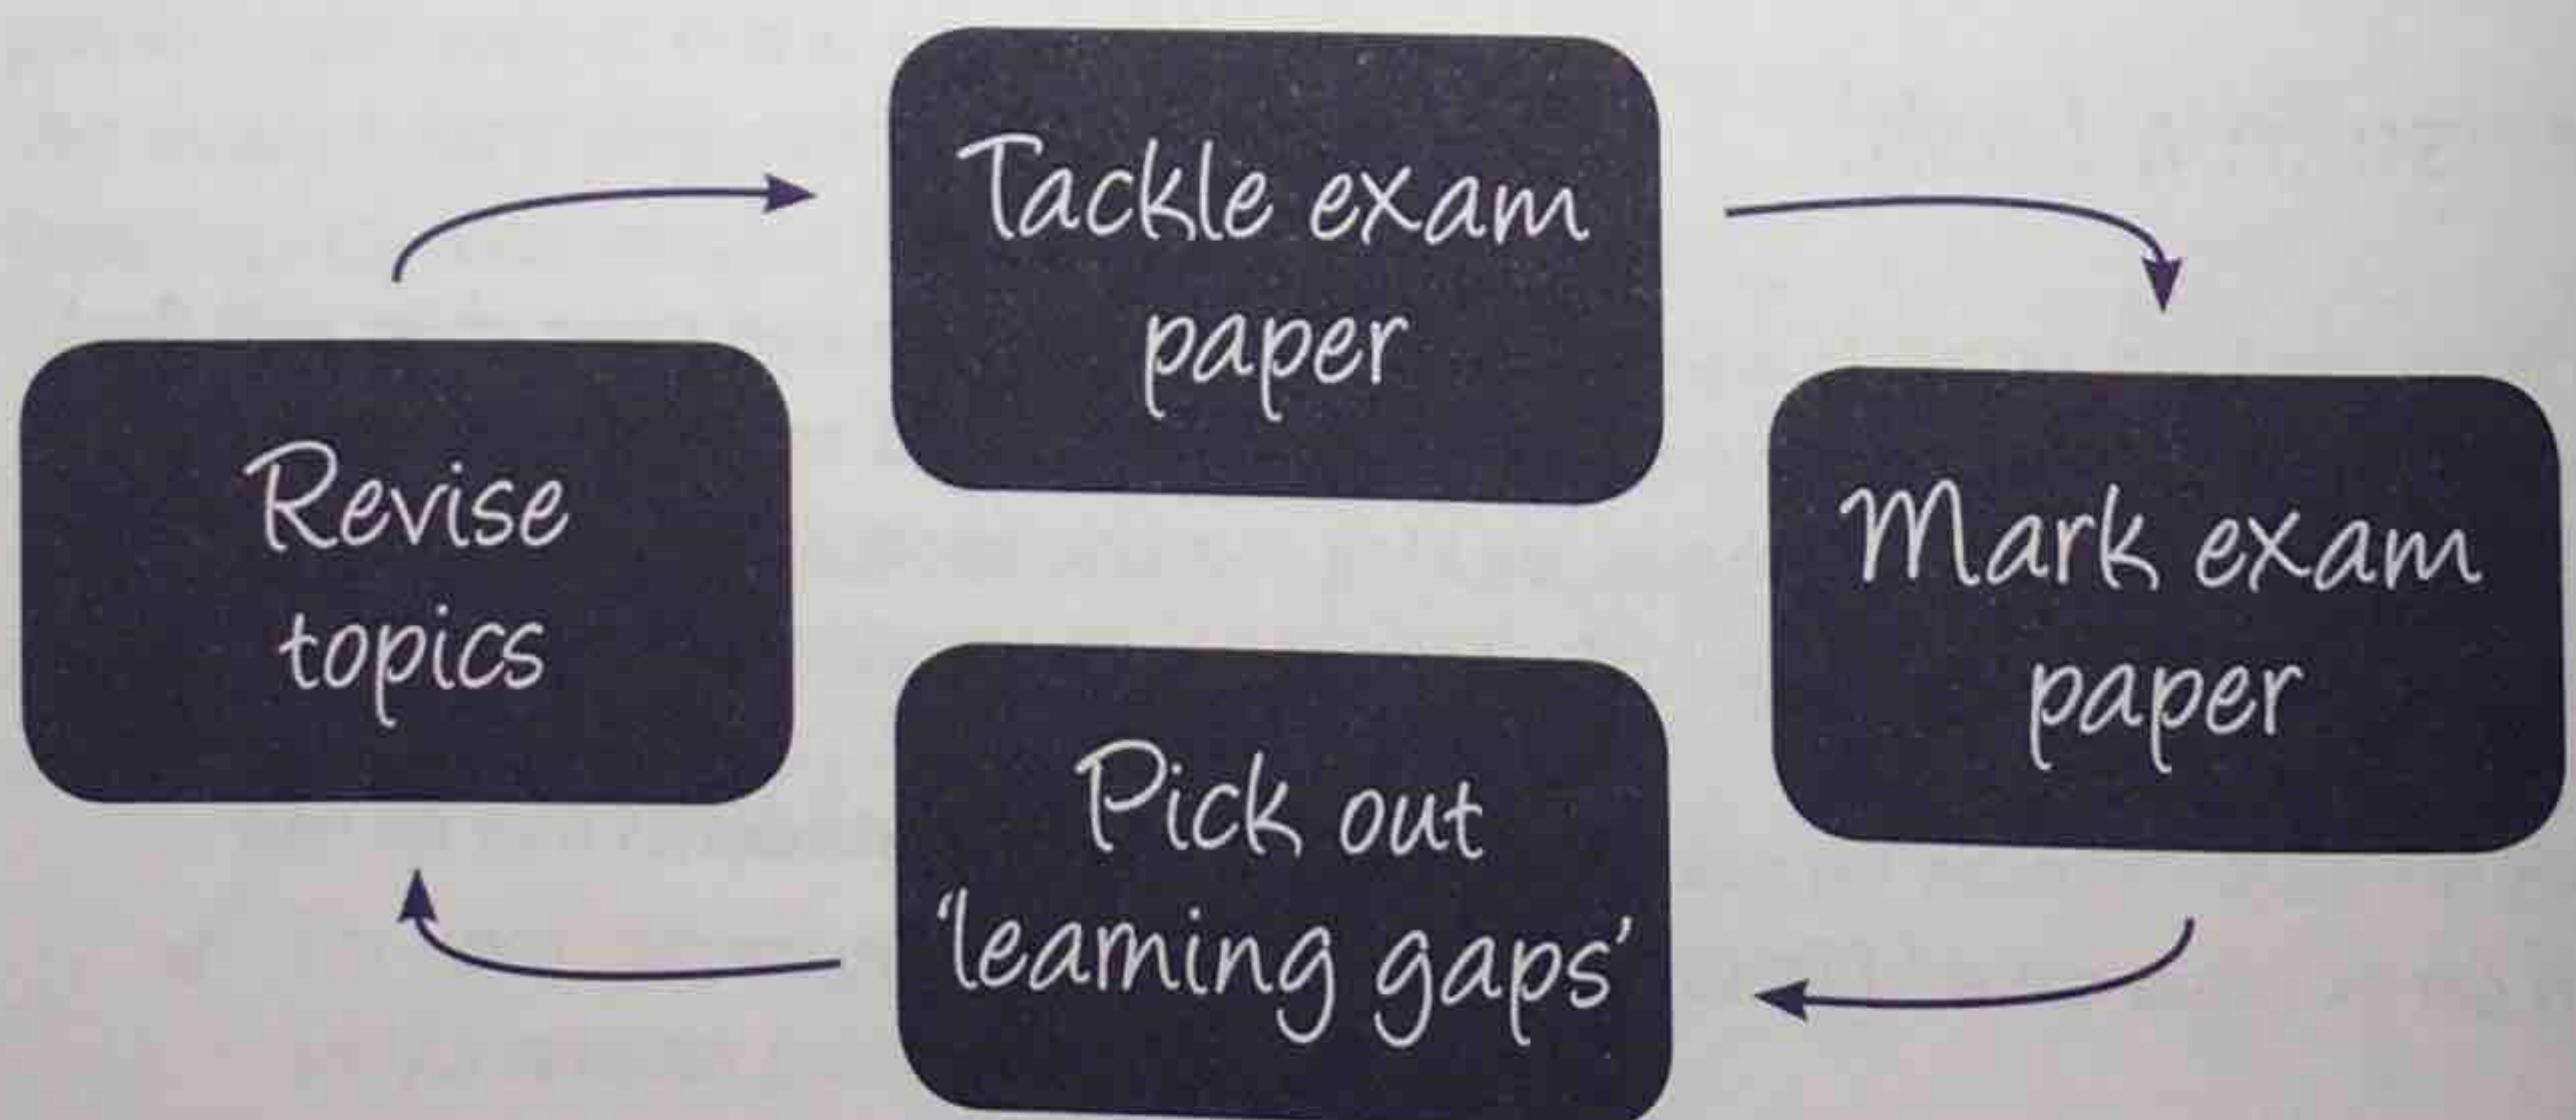 Tackle exam
paper
Revise
topics
Mark exam
paper
Pick out
‘learning gaps’